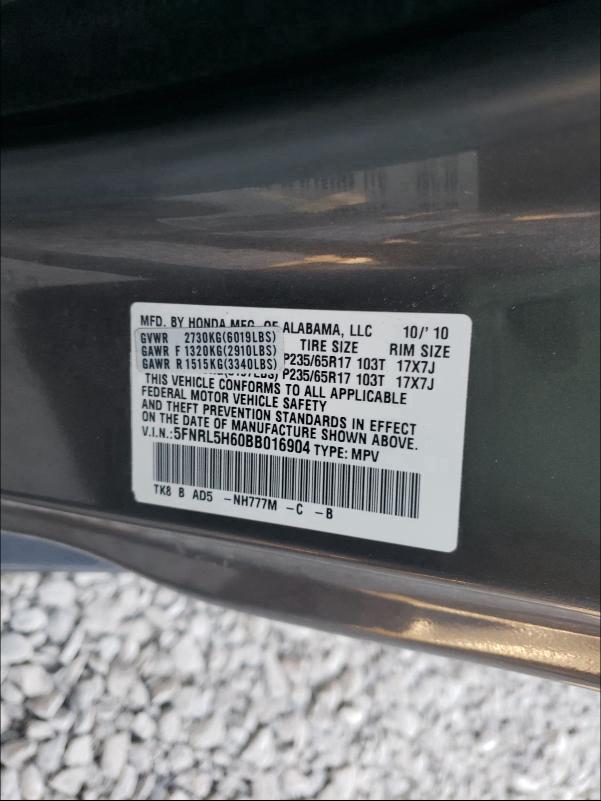 MFD. BY HONDA MFG. OF ALABAMA, LLC 10/'10
GVWR 2730KG(6019LBS) TIRE SIZE RIM SIZE
GAWR F 1320KG(2910LBS) P235/65R17 103T 17X7J
GAWR R 1515KG(3340LBS) P235/65R17 103T 17X7J
THIS VEHICLE CONFORMS TO ALL APPLICABLE
FEDERAL MOTOR VEHICLE SAFETY
AND THEFT PREVENTION STANDARDS IN EFFECT
ON THE DATE OF MANUFACTURE SHOWN ABOVE.
V.I.N.:5FNRL5H60BB016904 TYPE: MPV
TK8 B AD5 -NH777M -C -B